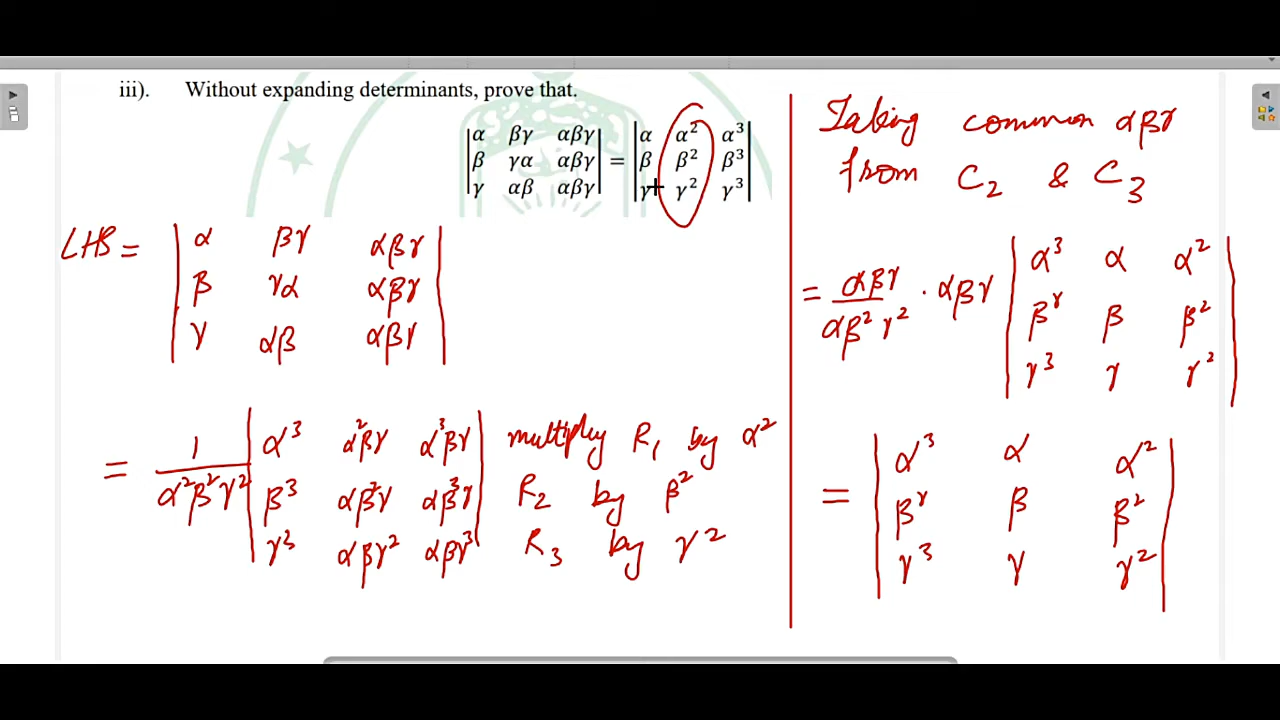 iii). Without expanding determinants, prove that.
|α βγ αβγ| |α α² α³|
|β γα αβγ| = |β β² β³|
|γ αβ αβγ| |γ γ² γ³|
LHS = |α βγ αβγ|
|β γα αβγ|
|γ αβ αβγ|
= 1/(α²β²γ²) |α³ α²βγ α³βγ| multiply R₁ by α²
|β³ αβ²γ αβ³γ| R₂ by β²
|γ³ αβγ² αβγ³| R₃ by γ²
Taking common αβγ
from C₂ & C₃
= αβγ/(αβ²γ²) · αβγ |α³ α α²|
|βʳ β β²|
|γ³ γ γ²|
= |α³ α α²|
|βʳ β β²|
|γ³ γ γ²|